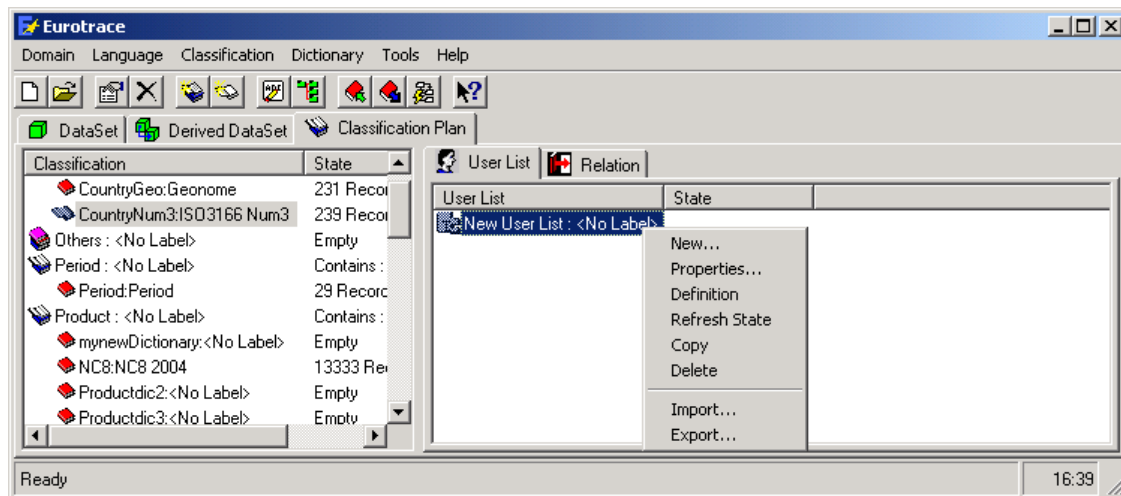 Eurotrace
Domain Language Classification Dictionary Tools Help
DataSet Derived DataSet Classification Plan
Classification State
CountryGeo:Geonome 231 Recor
CountryNum3:ISO3166 Num3 239 Recor
Others : <No Label> Empty
Period : <No Label> Contains :
Period:Period 29 Record
Product : <No Label> Contains :
mynewDictionary:<No Label> Empty
NC8:NC8 2004 13333 Re
Productdic2:<No Label> Empty
Productdic3:<No Label> Empty
User List Relation
User List State
New User List : <No Label>
New...
Properties...
Definition
Refresh State
Copy
Delete
Import...
Export...
Ready 16:39